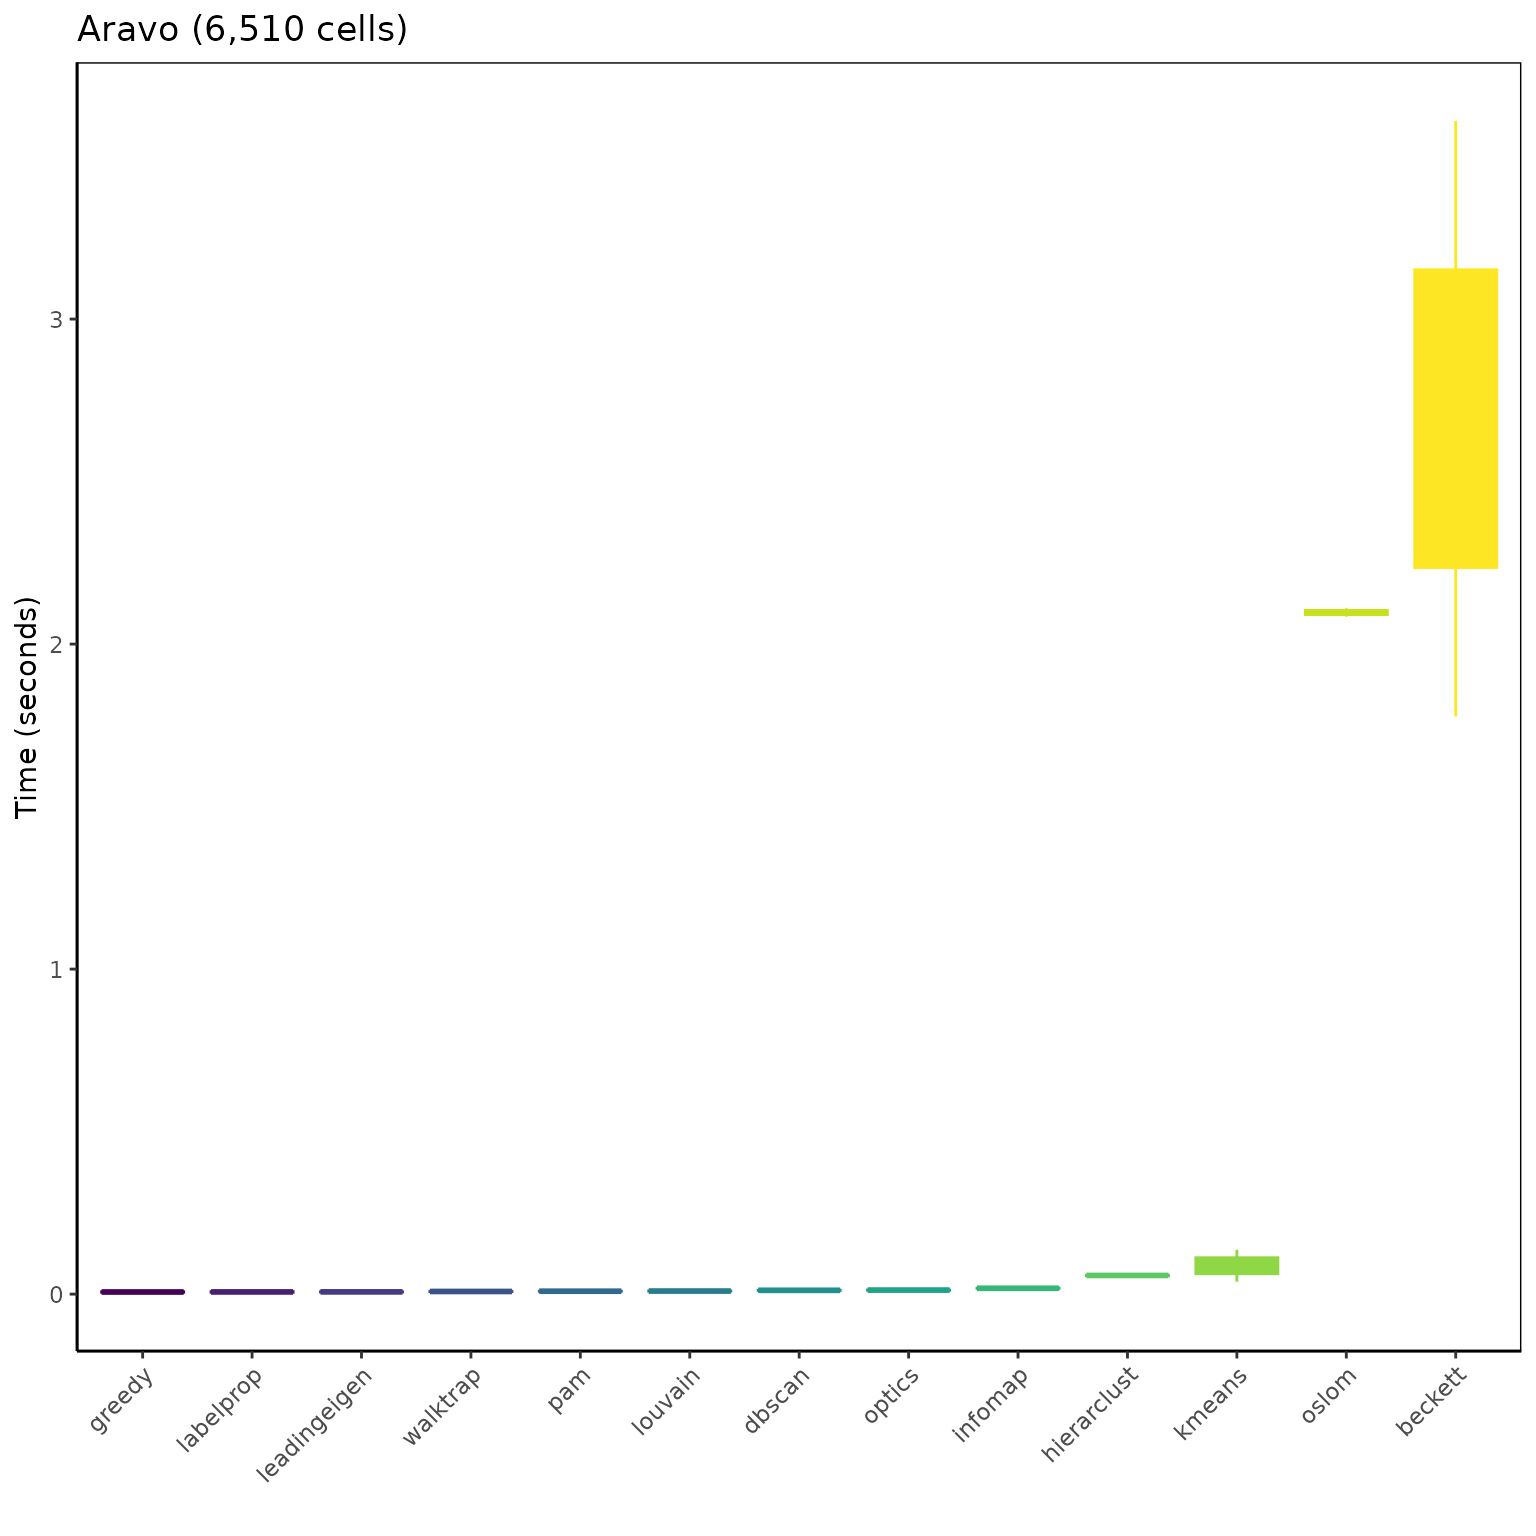 Aravo (6,510 cells)
Time (seconds)
3
2
1
0
greedy
labelprop
leadingeigen
walktrap
pam
louvain
dbscan
optics
infomap
hierarclust
kmeans
oslom
beckett